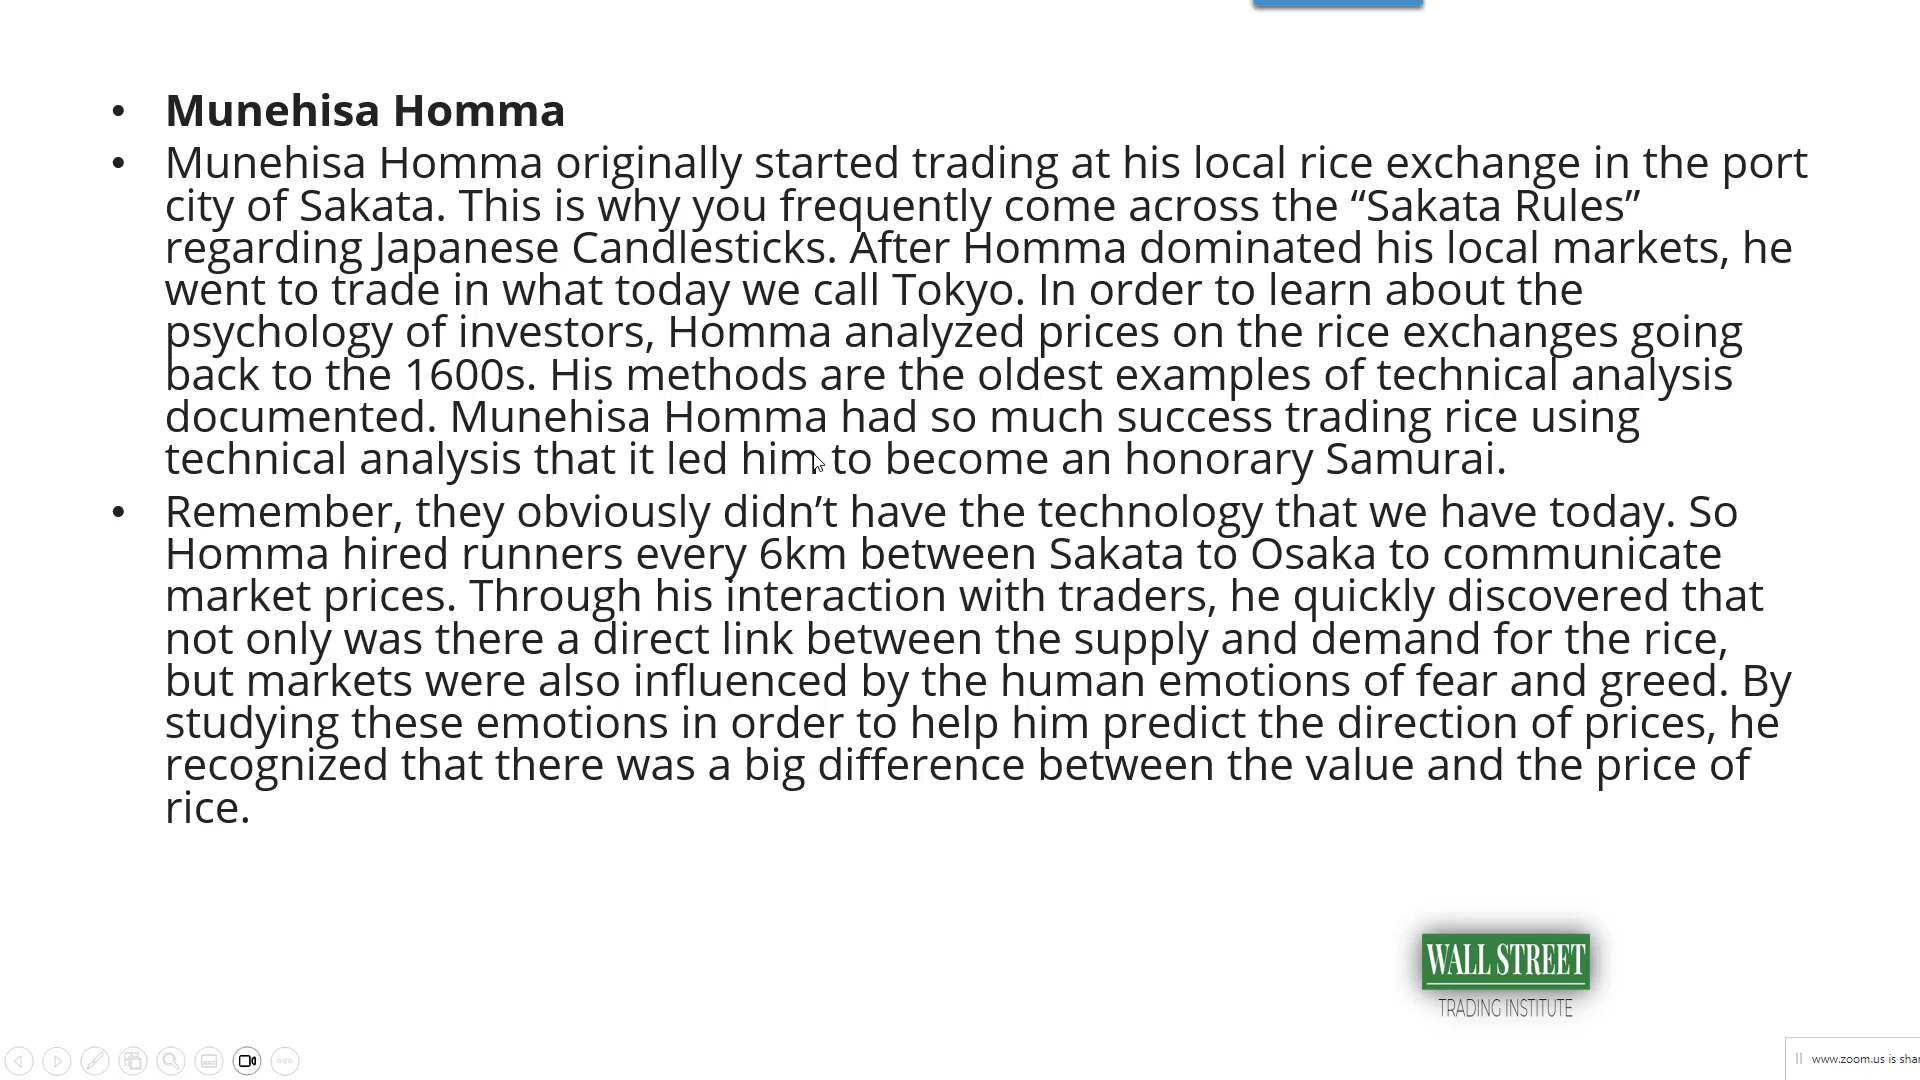 • Munehisa Homma
• Munehisa Homma originally started trading at his local rice exchange in the port
city of Sakata. This is why you frequently come across the “Sakata Rules”
regarding Japanese Candlesticks. After Homma dominated his local markets, he
went to trade in what today we call Tokyo. In order to learn about the
psychology of investors, Homma analyzed prices on the rice exchanges going
back to the 1600s. His methods are the oldest examples of technical analysis
documented. Munehisa Homma had so much success trading rice using
technical analysis that it led him to become an honorary Samurai.
• Remember, they obviously didn’t have the technology that we have today. So
Homma hired runners every 6km between Sakata to Osaka to communicate
market prices. Through his interaction with traders, he quickly discovered that
not only was there a direct link between the supply and demand for the rice,
but markets were also influenced by the human emotions of fear and greed. By
studying these emotions in order to help him predict the direction of prices, he
recognized that there was a big difference between the value and the price of
rice.
WALL STREET
TRADING INSTITUTE
www.zoom.us is